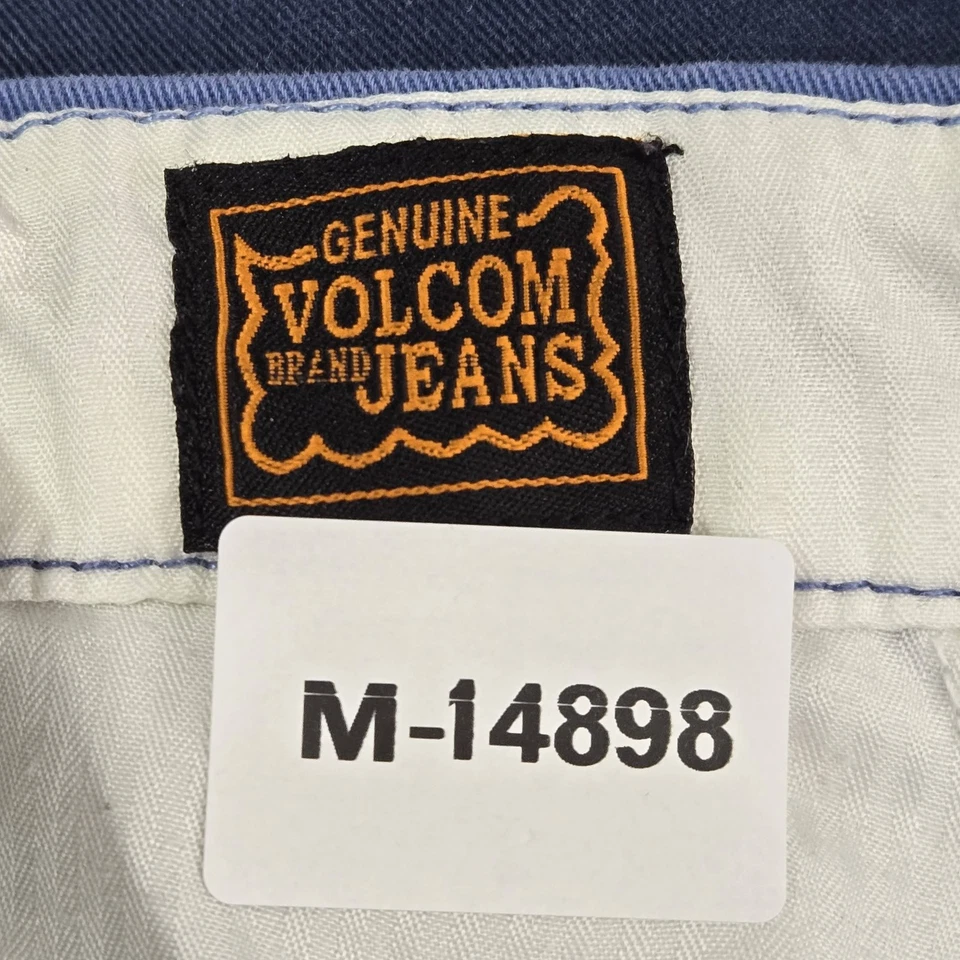 GENUINE
VOLCOM
BRAND JEANS
M-14898